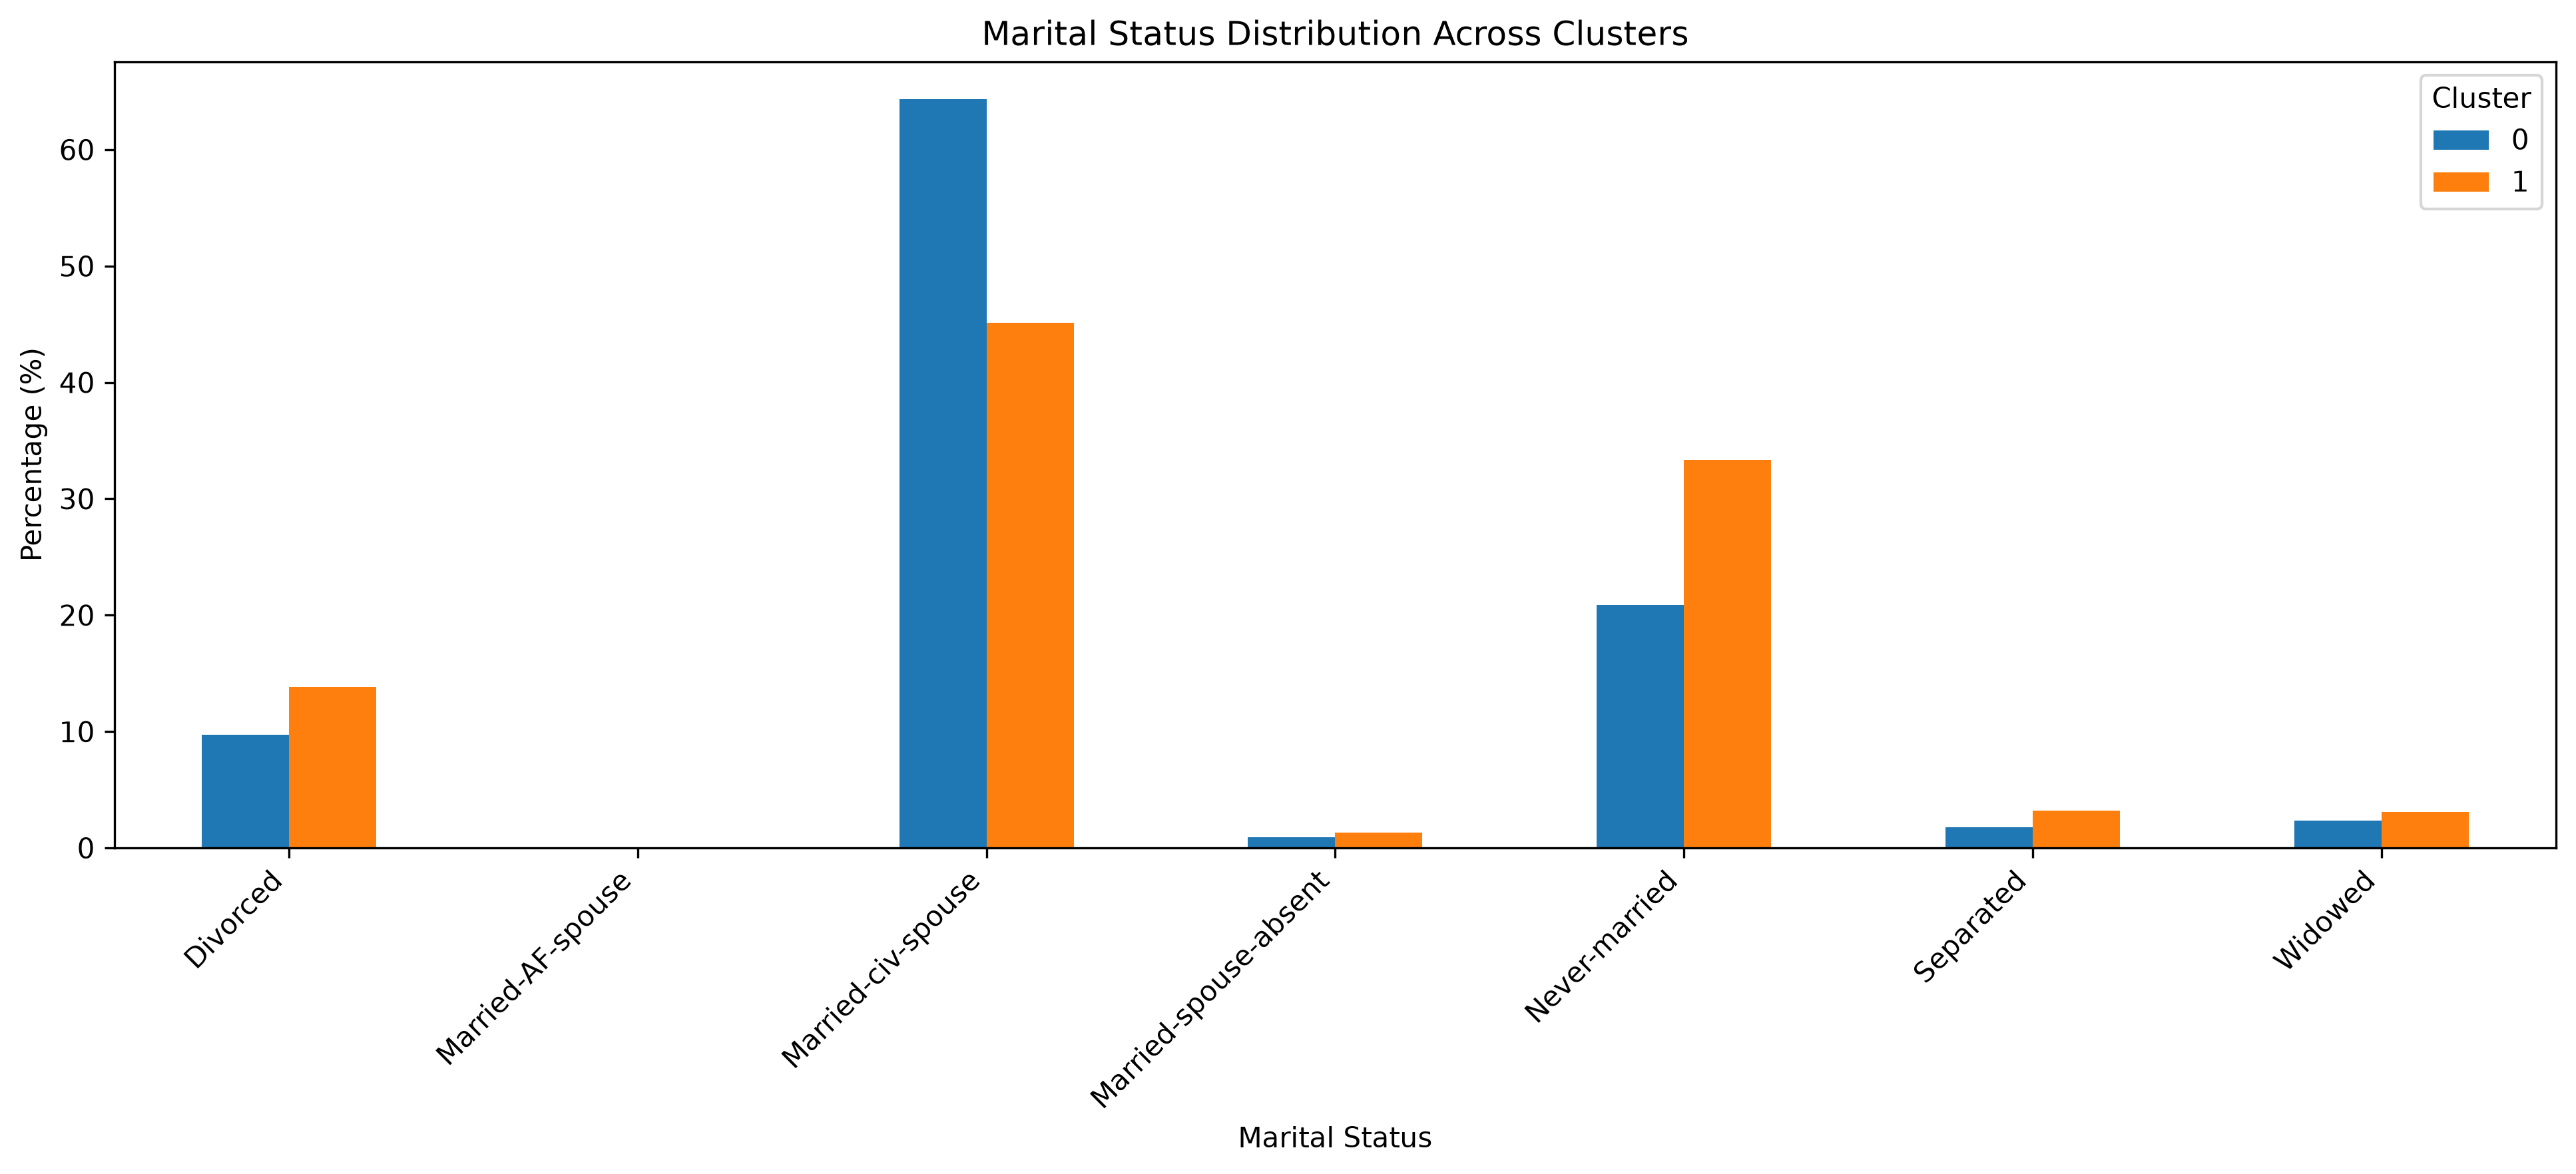 Marital Status Distribution Across Clusters
Cluster
0
1
Percentage (%)
60
50
40
30
20
10
0
Divorced
Married-AF-spouse
Married-civ-spouse
Married-spouse-absent
Never-married
Separated
Widowed
Marital Status